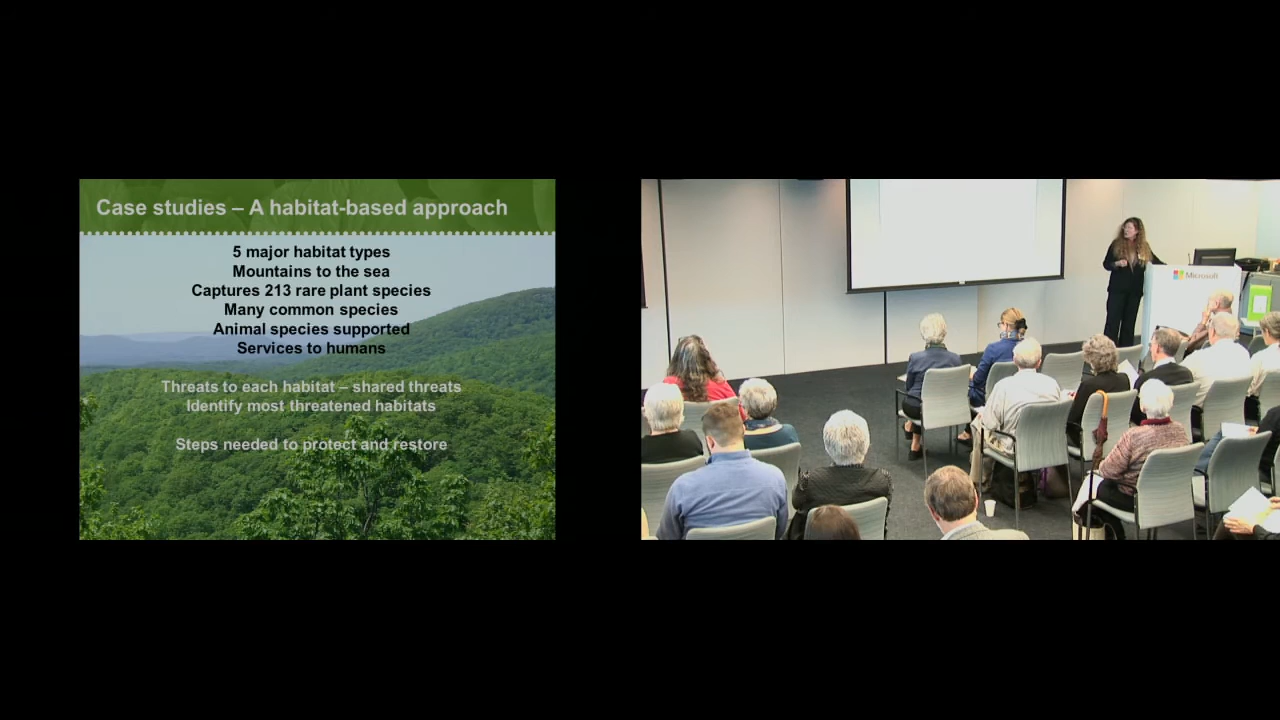 Case studies – A habitat-based approach
5 major habitat types
Mountains to the sea
Captures 213 rare plant species
Many common species
Animal species supported
Services to humans
Threats to each habitat – shared threats
Identify most threatened habitats
Steps needed to protect and restore
Microsoft